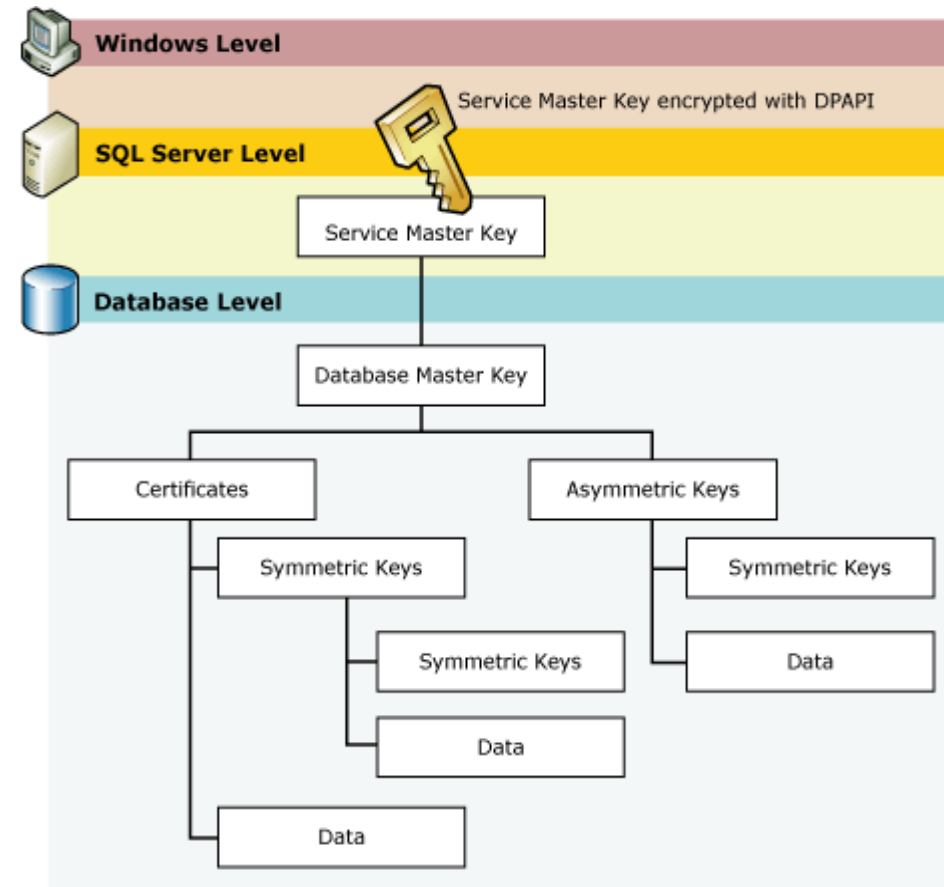 Windows Level
Service Master Key encrypted with DPAPI
SQL Server Level
Service Master Key
Database Level
Database Master Key
Certificates
Asymmetric Keys
Symmetric Keys
Symmetric Keys
Symmetric Keys
Data
Data
Data